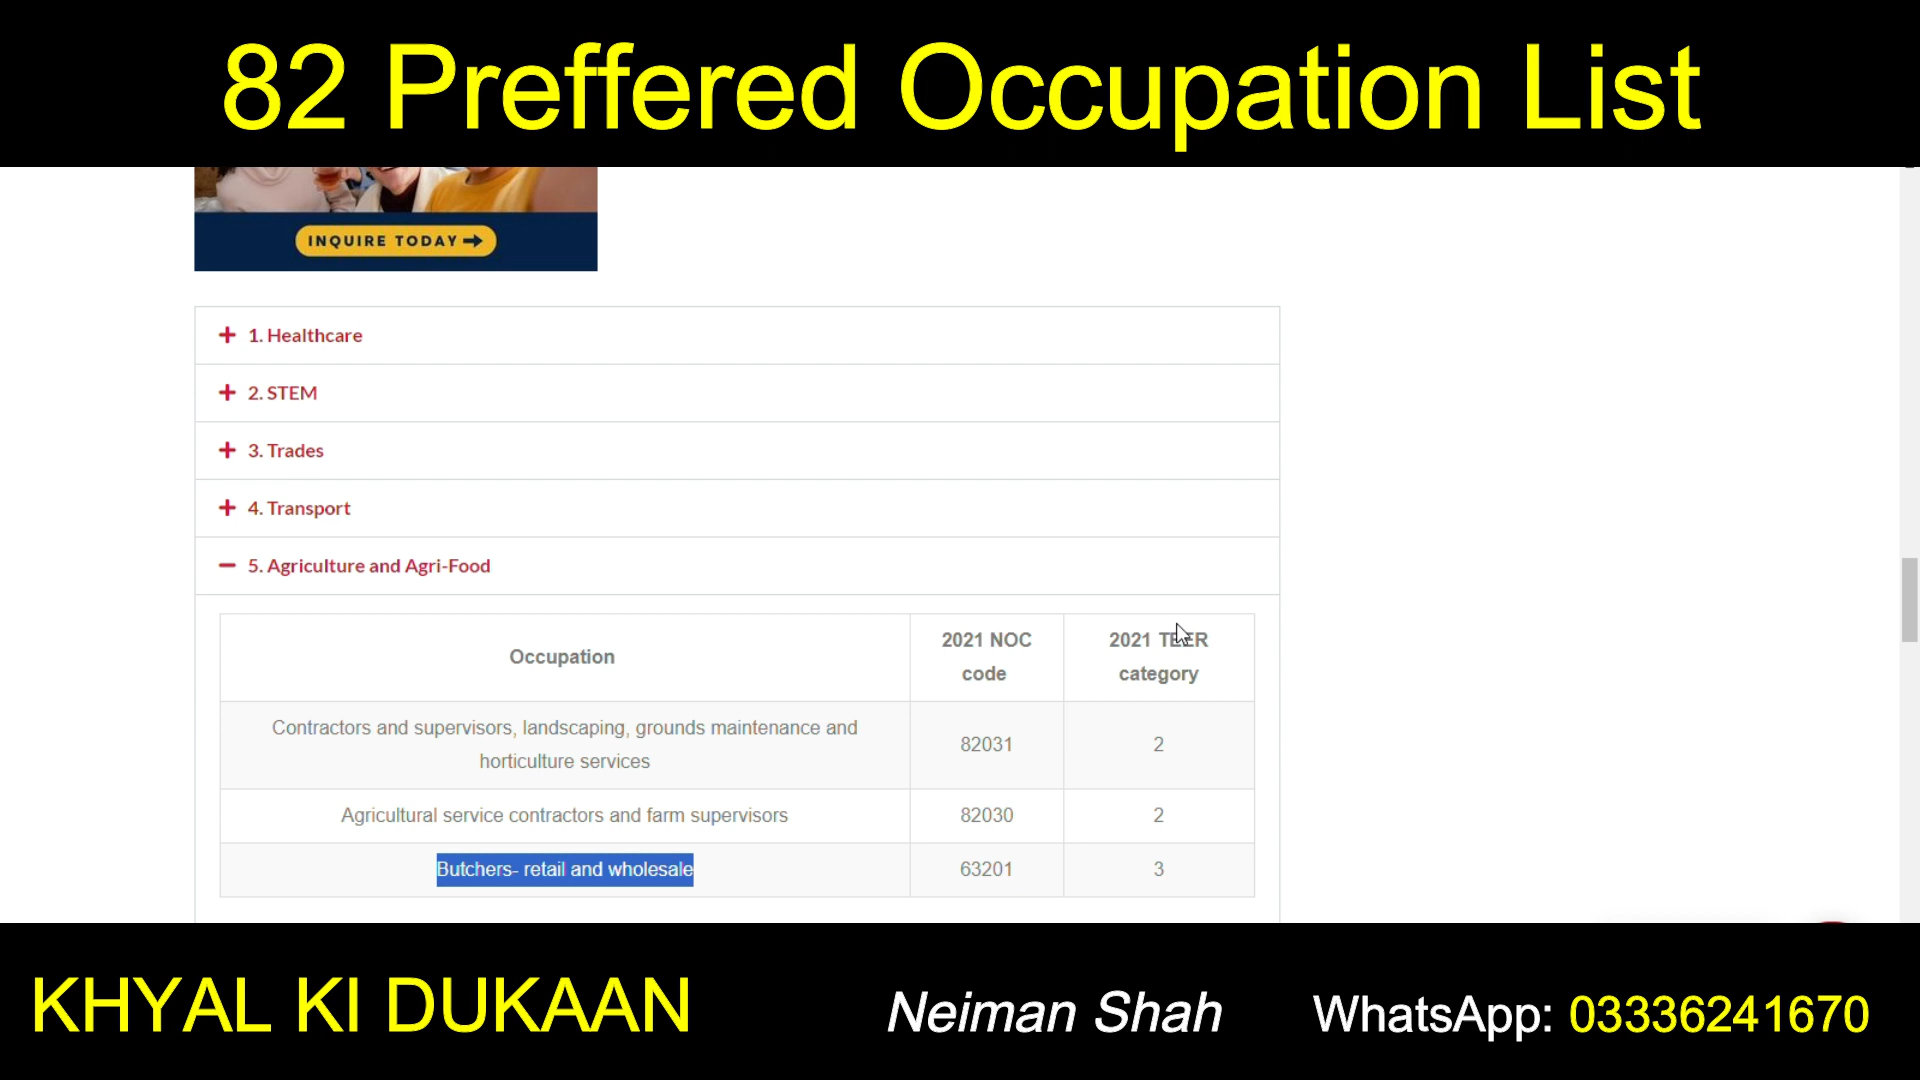 82 Preffered Occupation List
INQUIRE TODAY
1. Healthcare
2. STEM
3. Trades
4. Transport
5. Agriculture and Agri-Food
Occupation
2021 NOC
code
2021 TEER
category
Contractors and supervisors, landscaping, grounds maintenance and
horticulture services
82031
2
Agricultural service contractors and farm supervisors
82030
2
Butchers- retail and wholesale
63201
3
KHYAL KI DUKAAN
Neiman Shah
WhatsApp: 03336241670